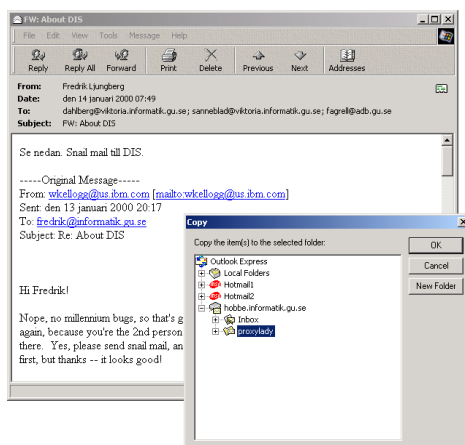 FW: About DIS
File Edit View Tools Message Help
Reply Reply All Forward Print Delete Previous Next Addresses
From: Fredrik Ljungberg
Date: den 14 januari 2000 07:49
To: dahlberg@viktoria.informatik.gu.se; sanneblad@viktoria.informatik.gu.se; fagrell@adb.gu.se
Subject: FW: About DIS
Se nedan. Snail mail till DIS.
-----Original Message-----
From: wkellogg@us.ibm.com [mailto:wkellogg@us.ibm.com]
Sent: den 13 januari 2000 20:17
To: fredrik@informatik.gu.se
Subject: Re: About DIS
Hi Fredrik!
Nope, no millennium bugs, so that's g
again, because you're the 2nd person
there. Yes, please send snail mail, an
first, but thanks -- it looks good!
Copy
Copy the item(s) to the selected folder:
Outlook Express
Local Folders
Hotmail1
Hotmail2
hobbe.informatik.gu.se
Inbox
proxylady
OK
Cancel
New Folder